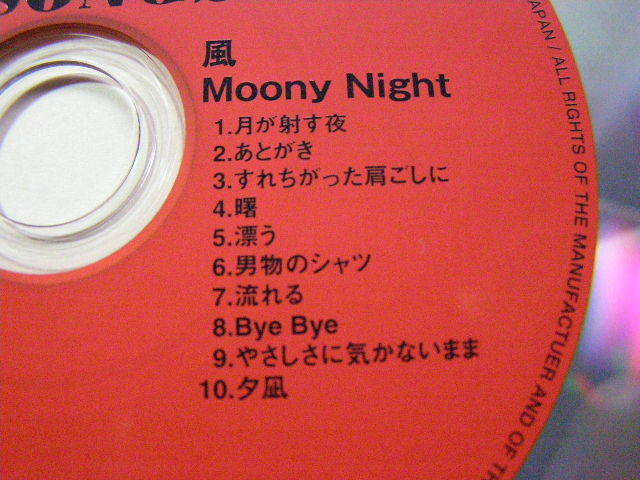 風
Moony Night
1.月が射す夜
2.あとがき
3.すれちがった肩ごしに
4.曙
5.漂う
6.男物のシャツ
7.流れる
8.Bye Bye
9.やさしさに気かないまま
10.夕凪
JAPAN / ALL RIGHTS OF THE MANUFACTUER AND OF